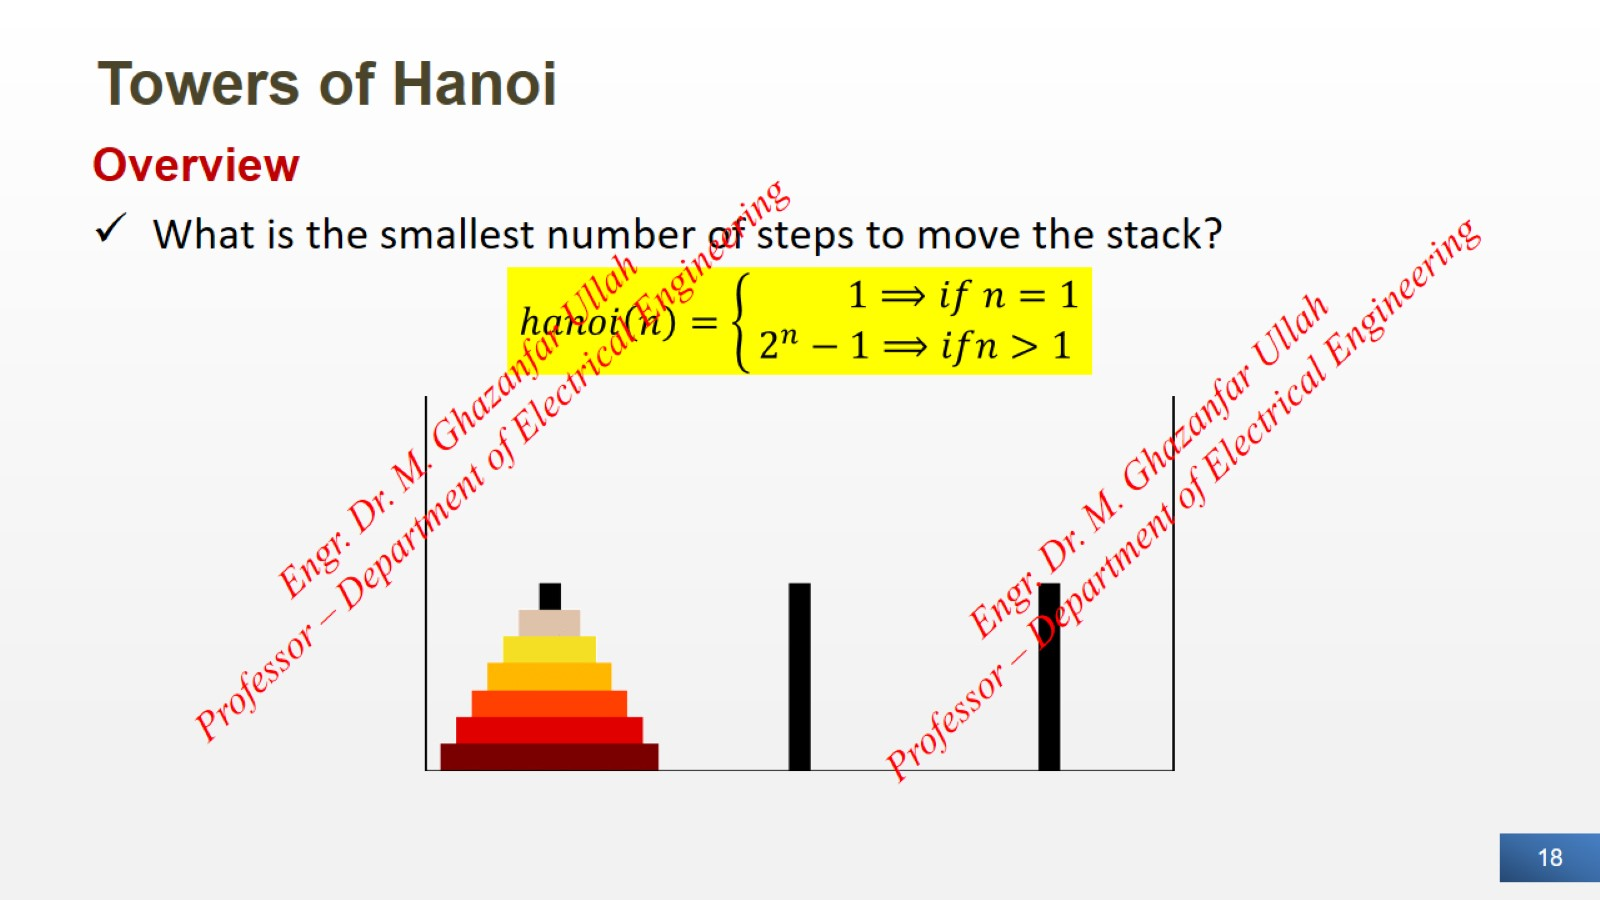 Towers of Hanoi
Overview
✓ What is the smallest number of steps to move the stack?
hanoi(n) = { 1 ⟹ if n = 1
2ⁿ − 1 ⟹ ifn > 1
Engr. Dr. M. Ghazanfar Ullah
Professor – Department of Electrical Engineering
Engr. Dr. M. Ghazanfar Ullah
Professor – Department of Electrical Engineering
18